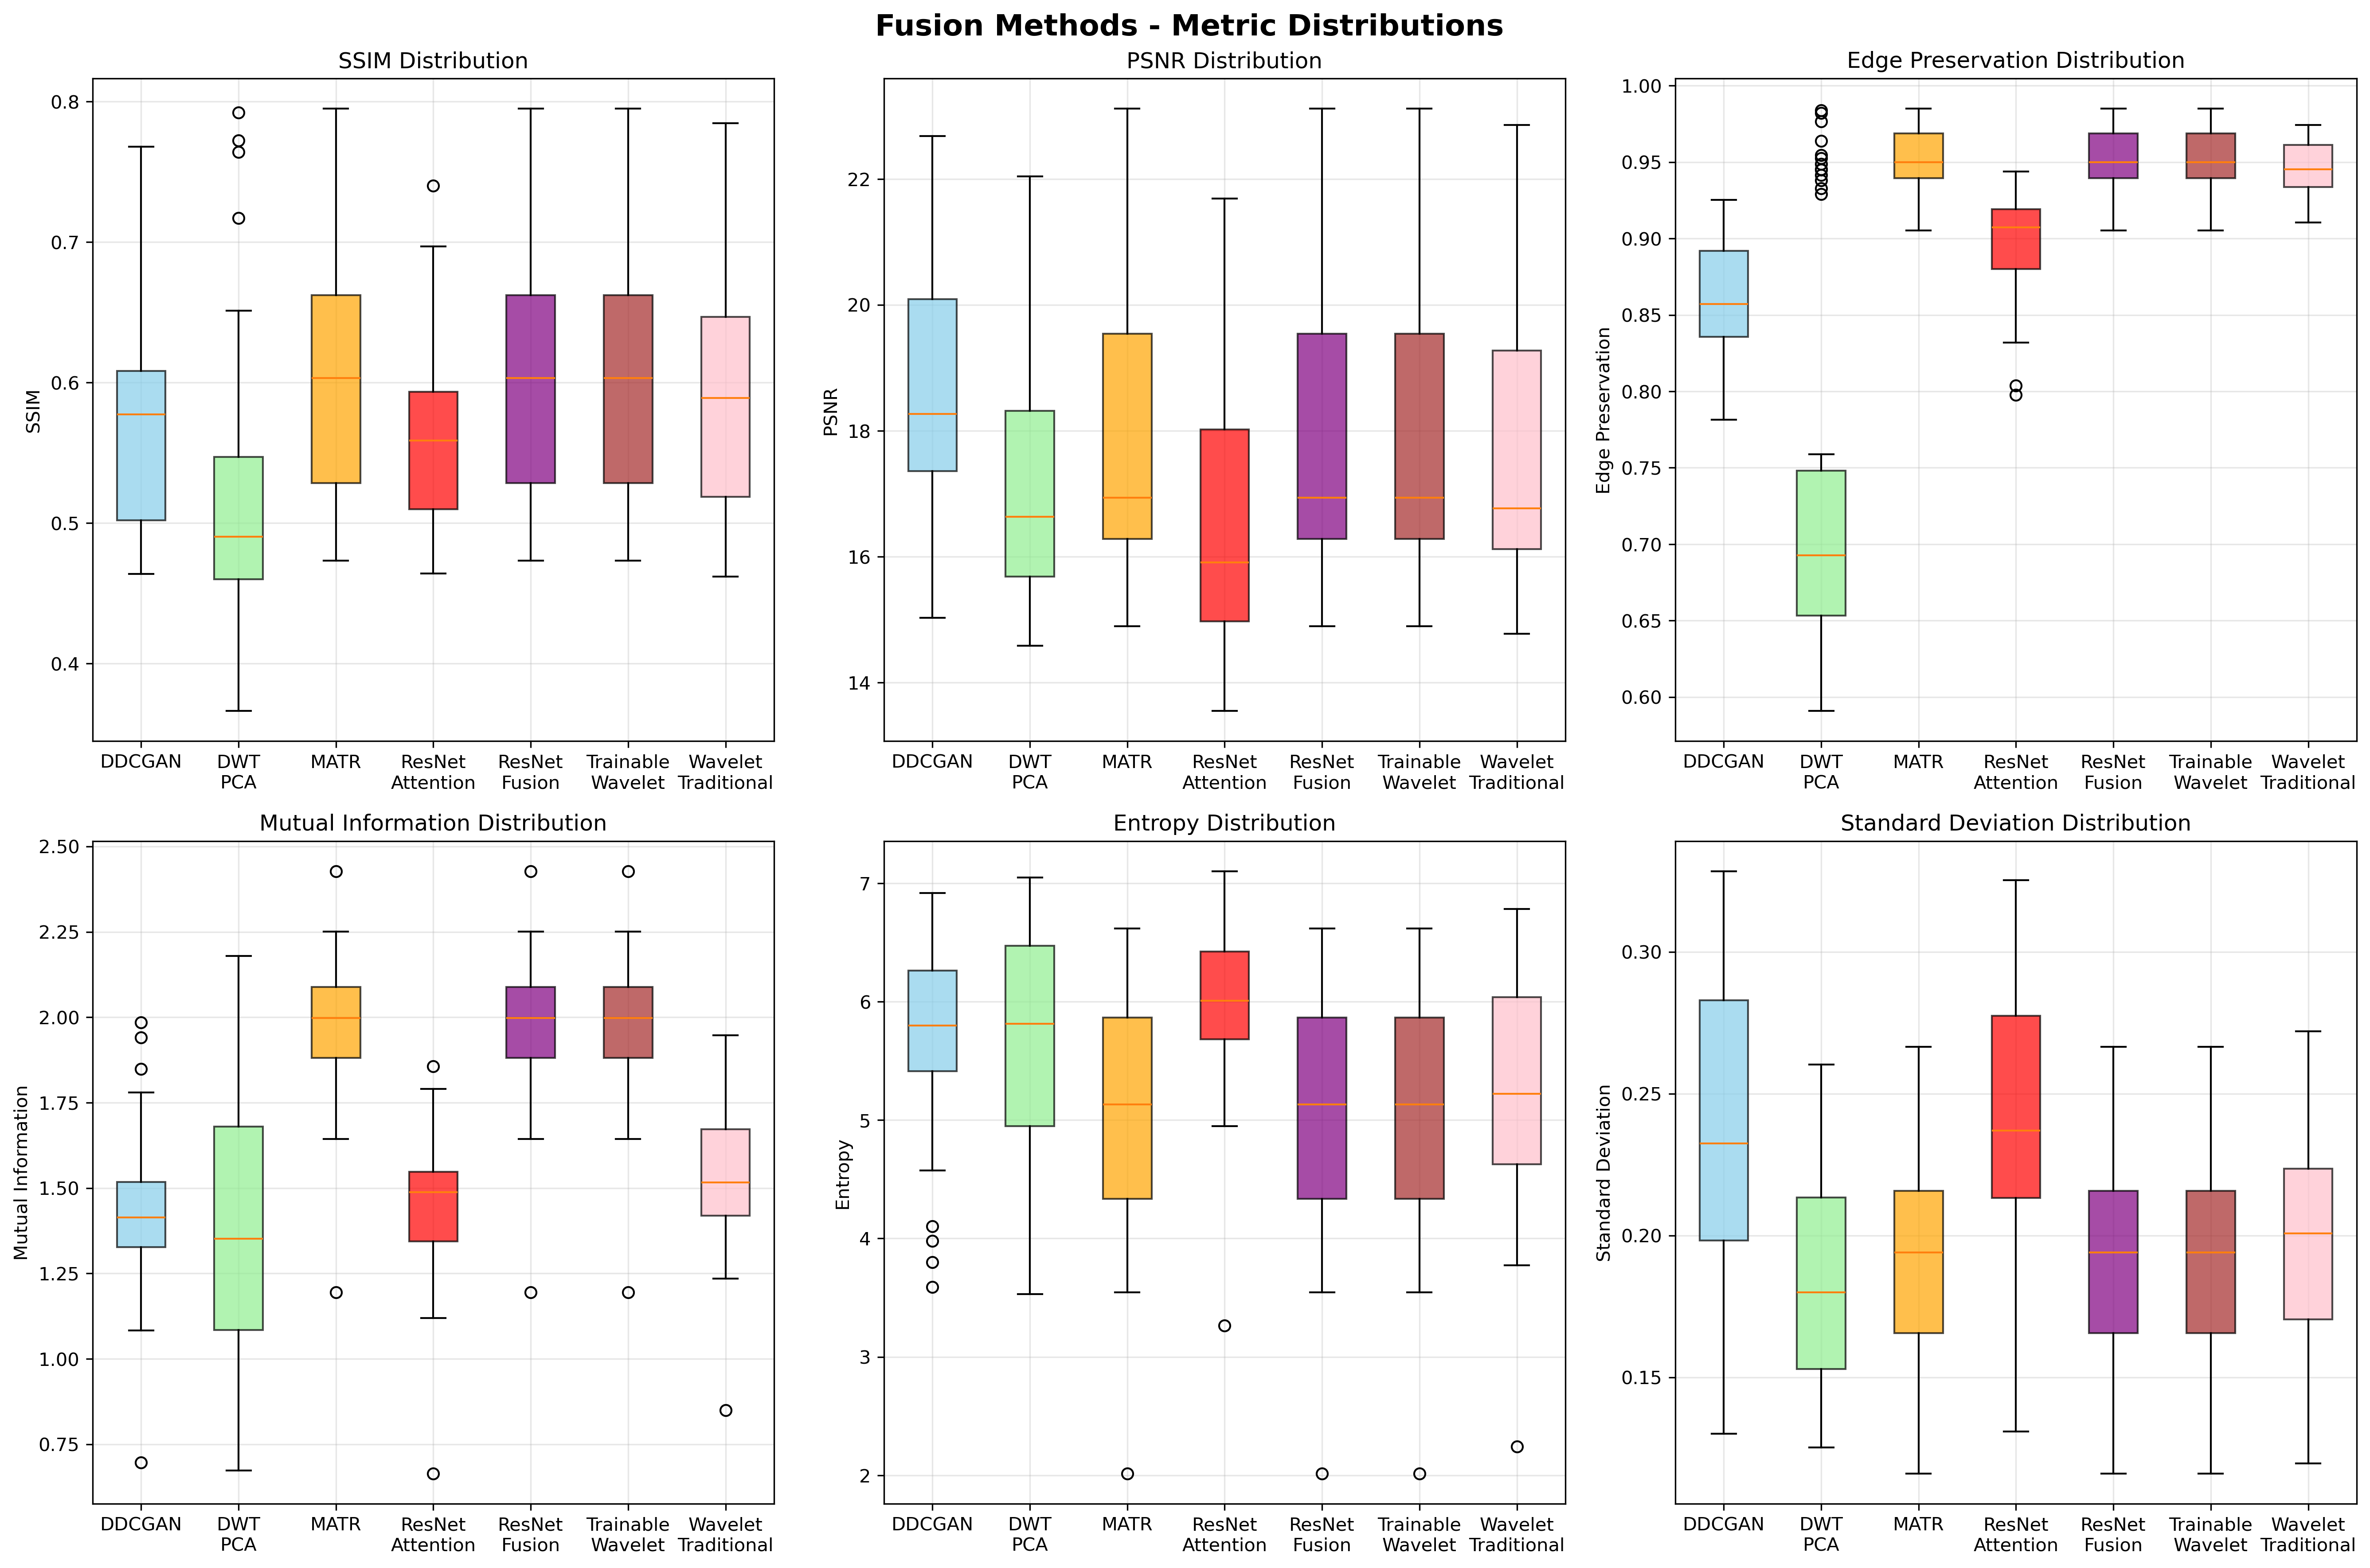 Fusion Methods - Metric Distributions
SSIM Distribution
SSIM
0.8
0.7
0.6
0.5
0.4
DDCGAN
DWT
PCA
MATR
ResNet
Attention
ResNet
Fusion
Trainable
Wavelet
Wavelet
Traditional
PSNR Distribution
PSNR
22
20
18
16
14
DDCGAN
DWT
PCA
MATR
ResNet
Attention
ResNet
Fusion
Trainable
Wavelet
Wavelet
Traditional
Edge Preservation Distribution
Edge Preservation
1.00
0.95
0.90
0.85
0.80
0.75
0.70
0.65
0.60
DDCGAN
DWT
PCA
MATR
ResNet
Attention
ResNet
Fusion
Trainable
Wavelet
Wavelet
Traditional
Mutual Information Distribution
Mutual Information
2.50
2.25
2.00
1.75
1.50
1.25
1.00
0.75
DDCGAN
DWT
PCA
MATR
ResNet
Attention
ResNet
Fusion
Trainable
Wavelet
Wavelet
Traditional
Entropy Distribution
Entropy
7
6
5
4
3
2
DDCGAN
DWT
PCA
MATR
ResNet
Attention
ResNet
Fusion
Trainable
Wavelet
Wavelet
Traditional
Standard Deviation Distribution
Standard Deviation
0.30
0.25
0.20
0.15
DDCGAN
DWT
PCA
MATR
ResNet
Attention
ResNet
Fusion
Trainable
Wavelet
Wavelet
Traditional